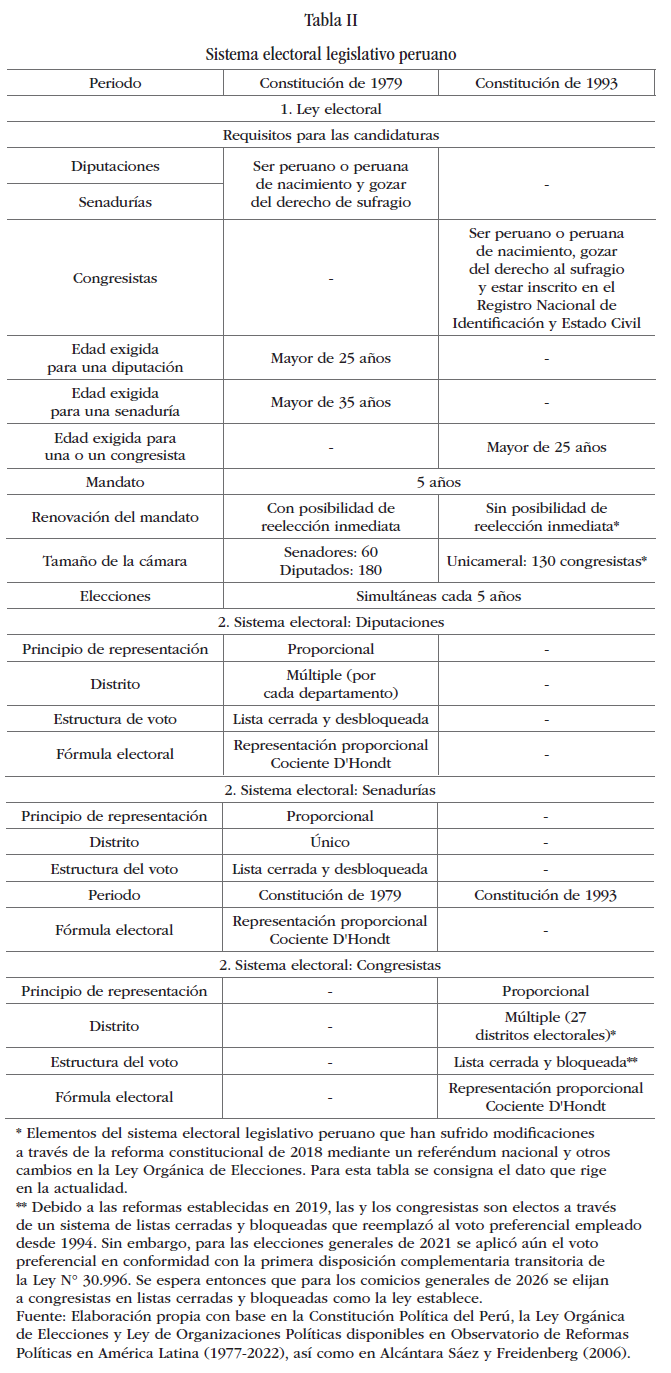 Tabla II
Sistema electoral legislativo peruano
Periodo Constitución de 1979 Constitución de 1993
1. Ley electoral
Requisitos para las candidaturas
Diputaciones
Senadurías
Ser peruano o peruana
de nacimiento y gozar
del derecho de sufragio
-
Congresistas
-
Ser peruano o peruana
de nacimiento, gozar
del derecho al sufragio
y estar inscrito en el
Registro Nacional de
Identificación y Estado Civil
Edad exigida
para una diputación
Mayor de 25 años
-
Edad exigida
para una senaduría
Mayor de 35 años
-
Edad exigida para
una o un congresista
-
Mayor de 25 años
Mandato 5 años
Renovación del mandato
Con posibilidad de
reelección inmediata
Sin posibilidad de
reelección inmediata*
Tamaño de la cámara
Senadores: 60
Diputados: 180
Unicameral: 130 congresistas*
Elecciones Simultáneas cada 5 años
2. Sistema electoral: Diputaciones
Principio de representación Proporcional -
Distrito
Múltiple (por
cada departamento)
-
Estructura de voto Lista cerrada y desbloqueada -
Fórmula electoral
Representación proporcional
Cociente D'Hondt
-
2. Sistema electoral: Senadurías
Principio de representación Proporcional -
Distrito Único -
Estructura del voto Lista cerrada y desbloqueada -
Periodo Constitución de 1979 Constitución de 1993
Fórmula electoral
Representación proporcional
Cociente D'Hondt
-
2. Sistema electoral: Congresistas
Principio de representación - Proporcional
Distrito
-
Múltiple (27
distritos electorales)*
Estructura del voto - Lista cerrada y bloqueada**
Fórmula electoral
-
Representación proporcional
Cociente D'Hondt
* Elementos del sistema electoral legislativo peruano que han sufrido modificaciones
a través de la reforma constitucional de 2018 mediante un referéndum nacional y otros
cambios en la Ley Orgánica de Elecciones. Para esta tabla se consigna el dato que rige
en la actualidad.
** Debido a las reformas establecidas en 2019, las y los congresistas son electos a través
de un sistema de listas cerradas y bloqueadas que reemplazó al voto preferencial empleado
desde 1994. Sin embargo, para las elecciones generales de 2021 se aplicó aún el voto
preferencial en conformidad con la primera disposición complementaria transitoria de
la Ley N° 30.996. Se espera entonces que para los comicios generales de 2026 se elijan
a congresistas en listas cerradas y bloqueadas como la ley establece.
Fuente: Elaboración propia con base en la Constitución Política del Perú, la Ley Orgánica
de Elecciones y Ley de Organizaciones Políticas disponibles en Observatorio de Reformas
Políticas en América Latina (1977-2022), así como en Alcántara Sáez y Freidenberg (2006).